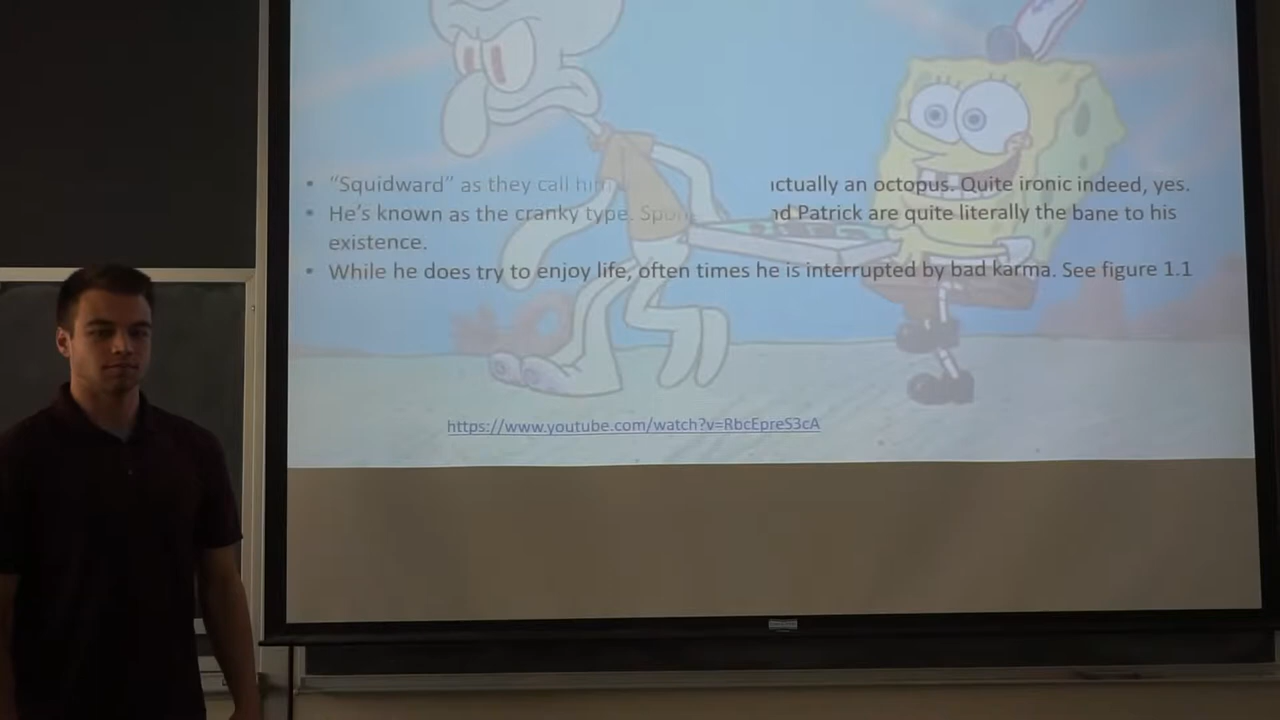 • "Squidward" as they call him ctually an octopus. Quite ironic indeed, yes.
• He's known as the cranky type. Spon d Patrick are quite literally the bane to his
existence.
• While he does try to enjoy life, often times he is interrupted by bad karma. See figure 1.1
https://www.youtube.com/watch?v=RbcEpreS3cA